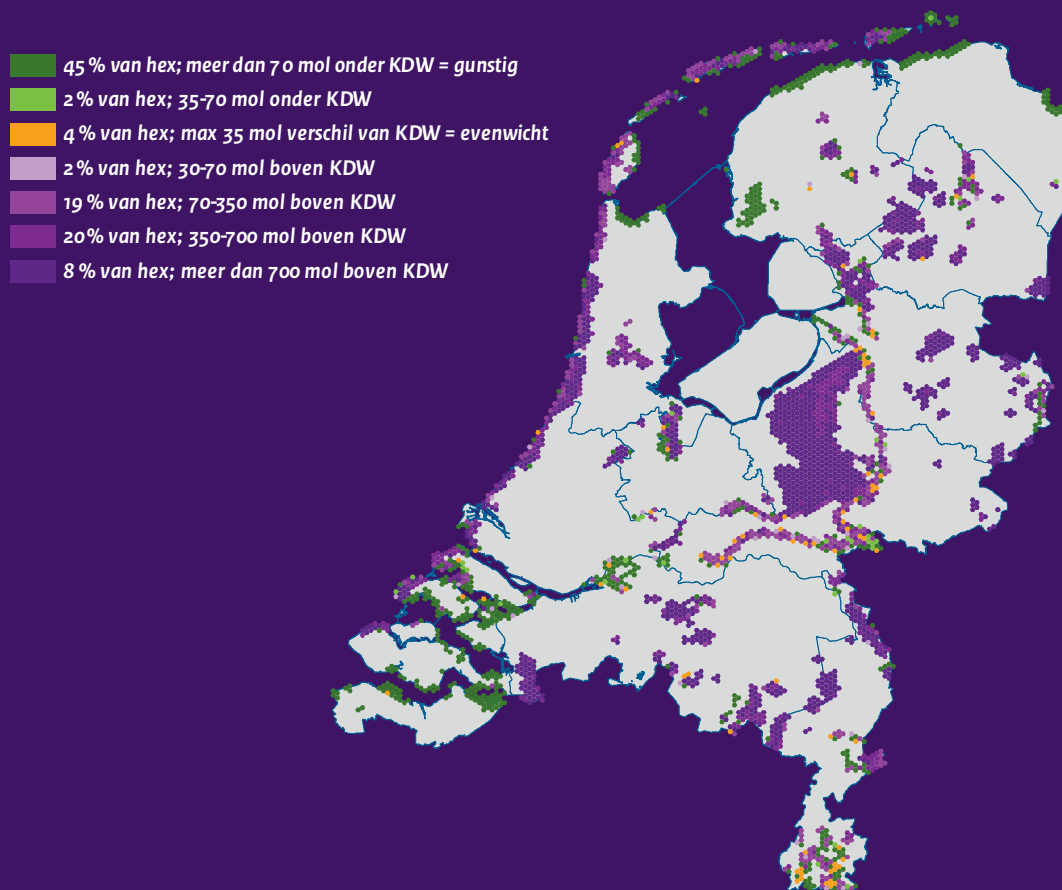 45 % van hex; meer dan 70 mol onder KDW = gunstig
2 % van hex; 35-70 mol onder KDW
4 % van hex; max 35 mol verschil van KDW = evenwicht
2 % van hex; 30-70 mol boven KDW
19 % van hex; 70-350 mol boven KDW
20% van hex; 350-700 mol boven KDW
8 % van hex; meer dan 700 mol boven KDW